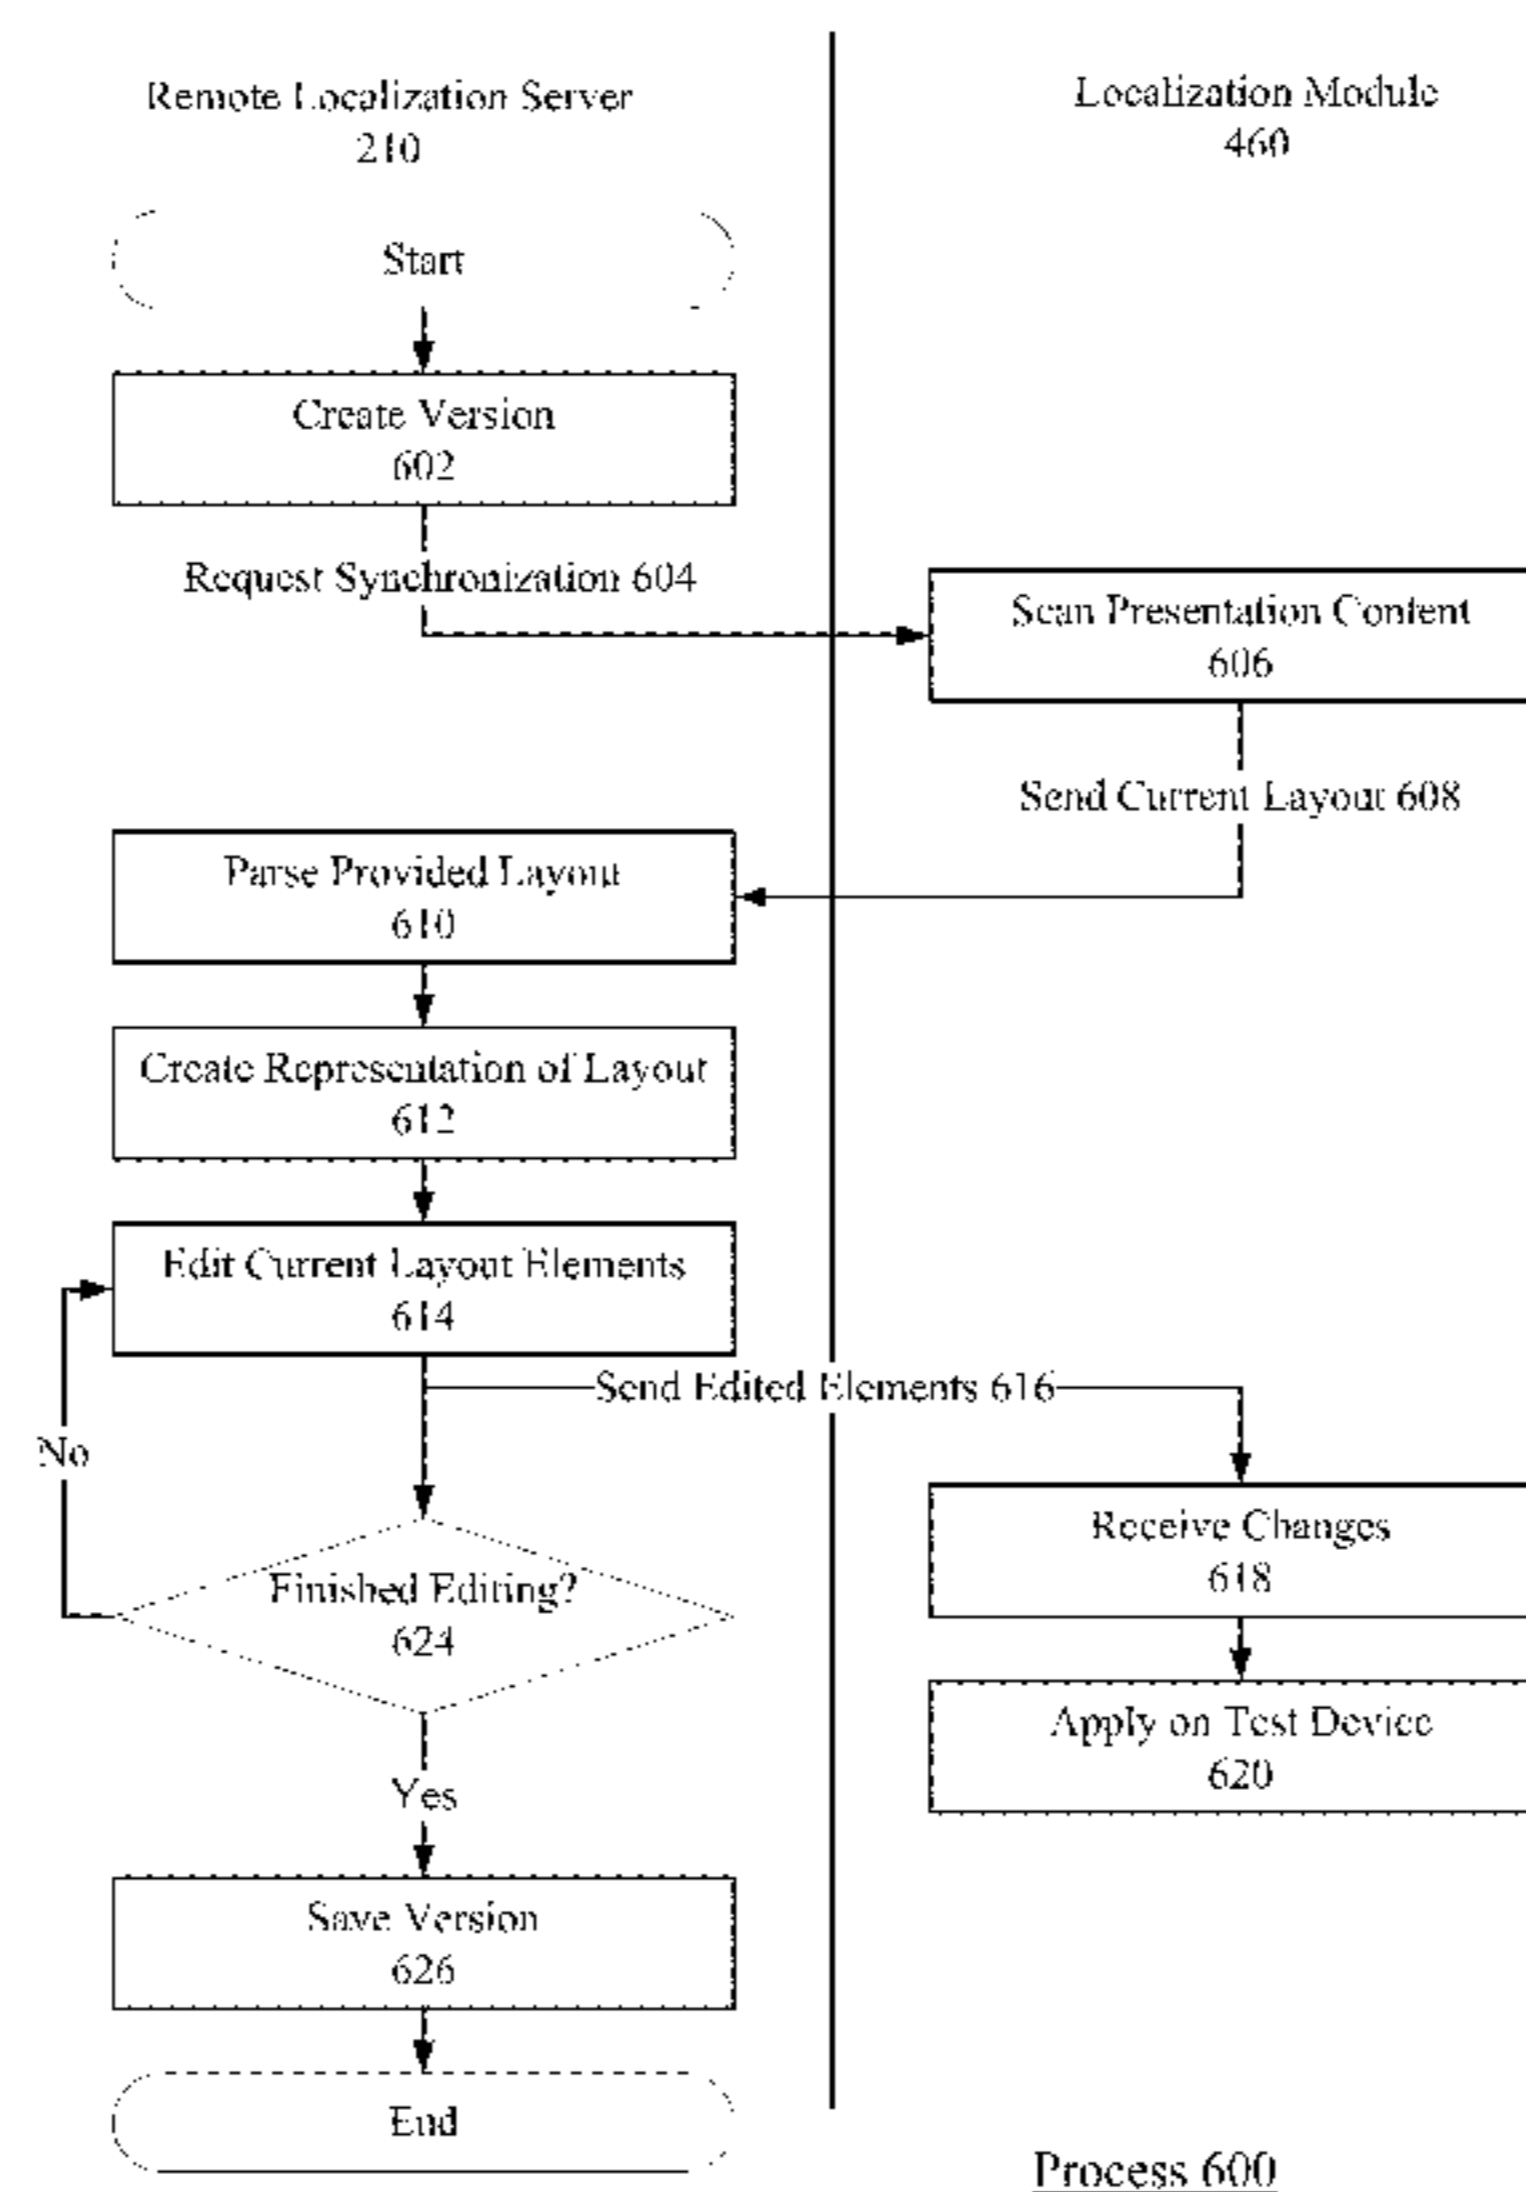 Remote Localization Server
210
Localization Module
460
Start
Create Version
602
Request Synchronization 604
Scan Presentation Content
606
Send Current Layout 608
Parse Provided Layout
610
Create Representation of Layout
612
Edit Current Layout Elements
614
Send Edited Elements 616
No
Receive Changes
618
Finished Editing?
624
Apply on Test Device
620
Yes
Save Version
626
End
Process 600